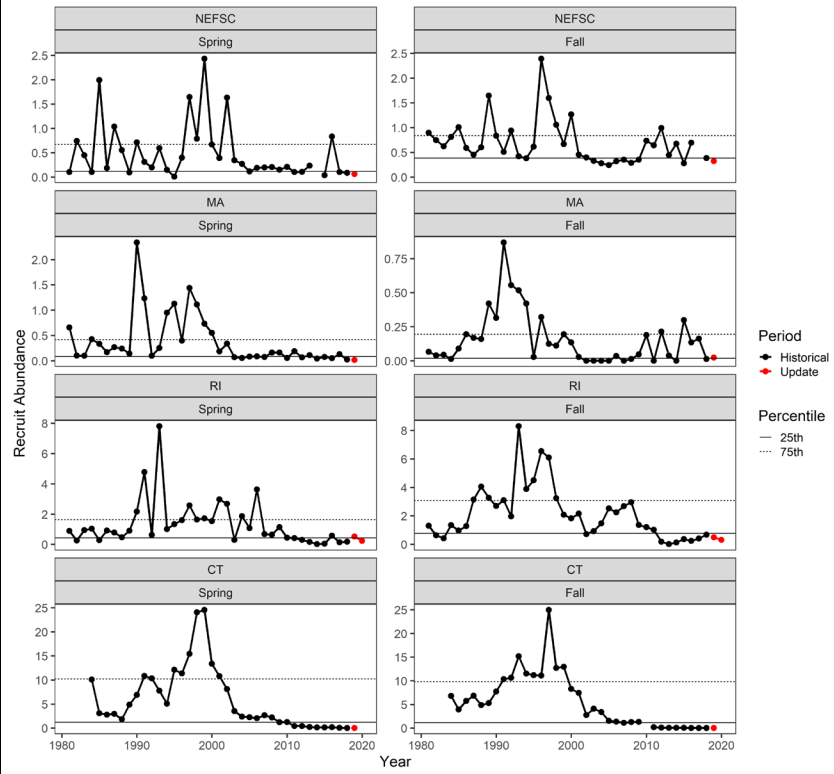 NEFSC
Spring
2.5
2.0
1.5
1.0
0.5
0.0
NEFSC
Fall
2.5
2.0
1.5
1.0
0.5
0.0
MA
Spring
2.0
1.5
1.0
0.5
0.0
MA
Fall
0.75
0.50
0.25
0.00
RI
Spring
8
6
4
2
0
RI
Fall
8
6
4
2
0
CT
Spring
25
20
15
10
5
0
1980 1990 2000 2010 2020
CT
Fall
25
20
15
10
5
0
1980 1990 2000 2010 2020
Recruit Abundance
Year
Period
Historical
Update
Percentile
25th
75th